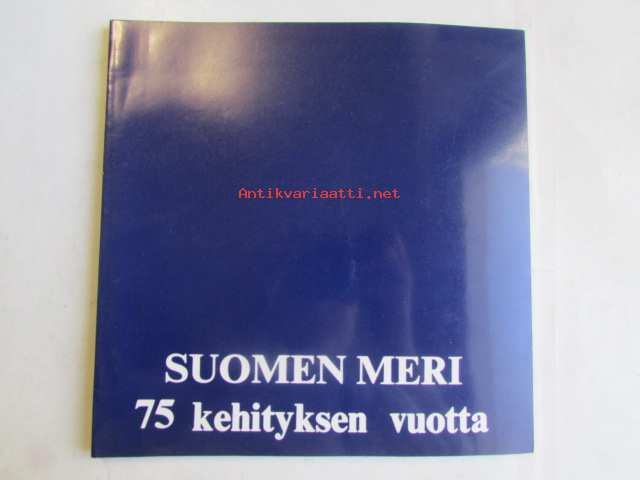 Antikvariaatti.net
SUOMEN MERI
75 kehityksen vuotta